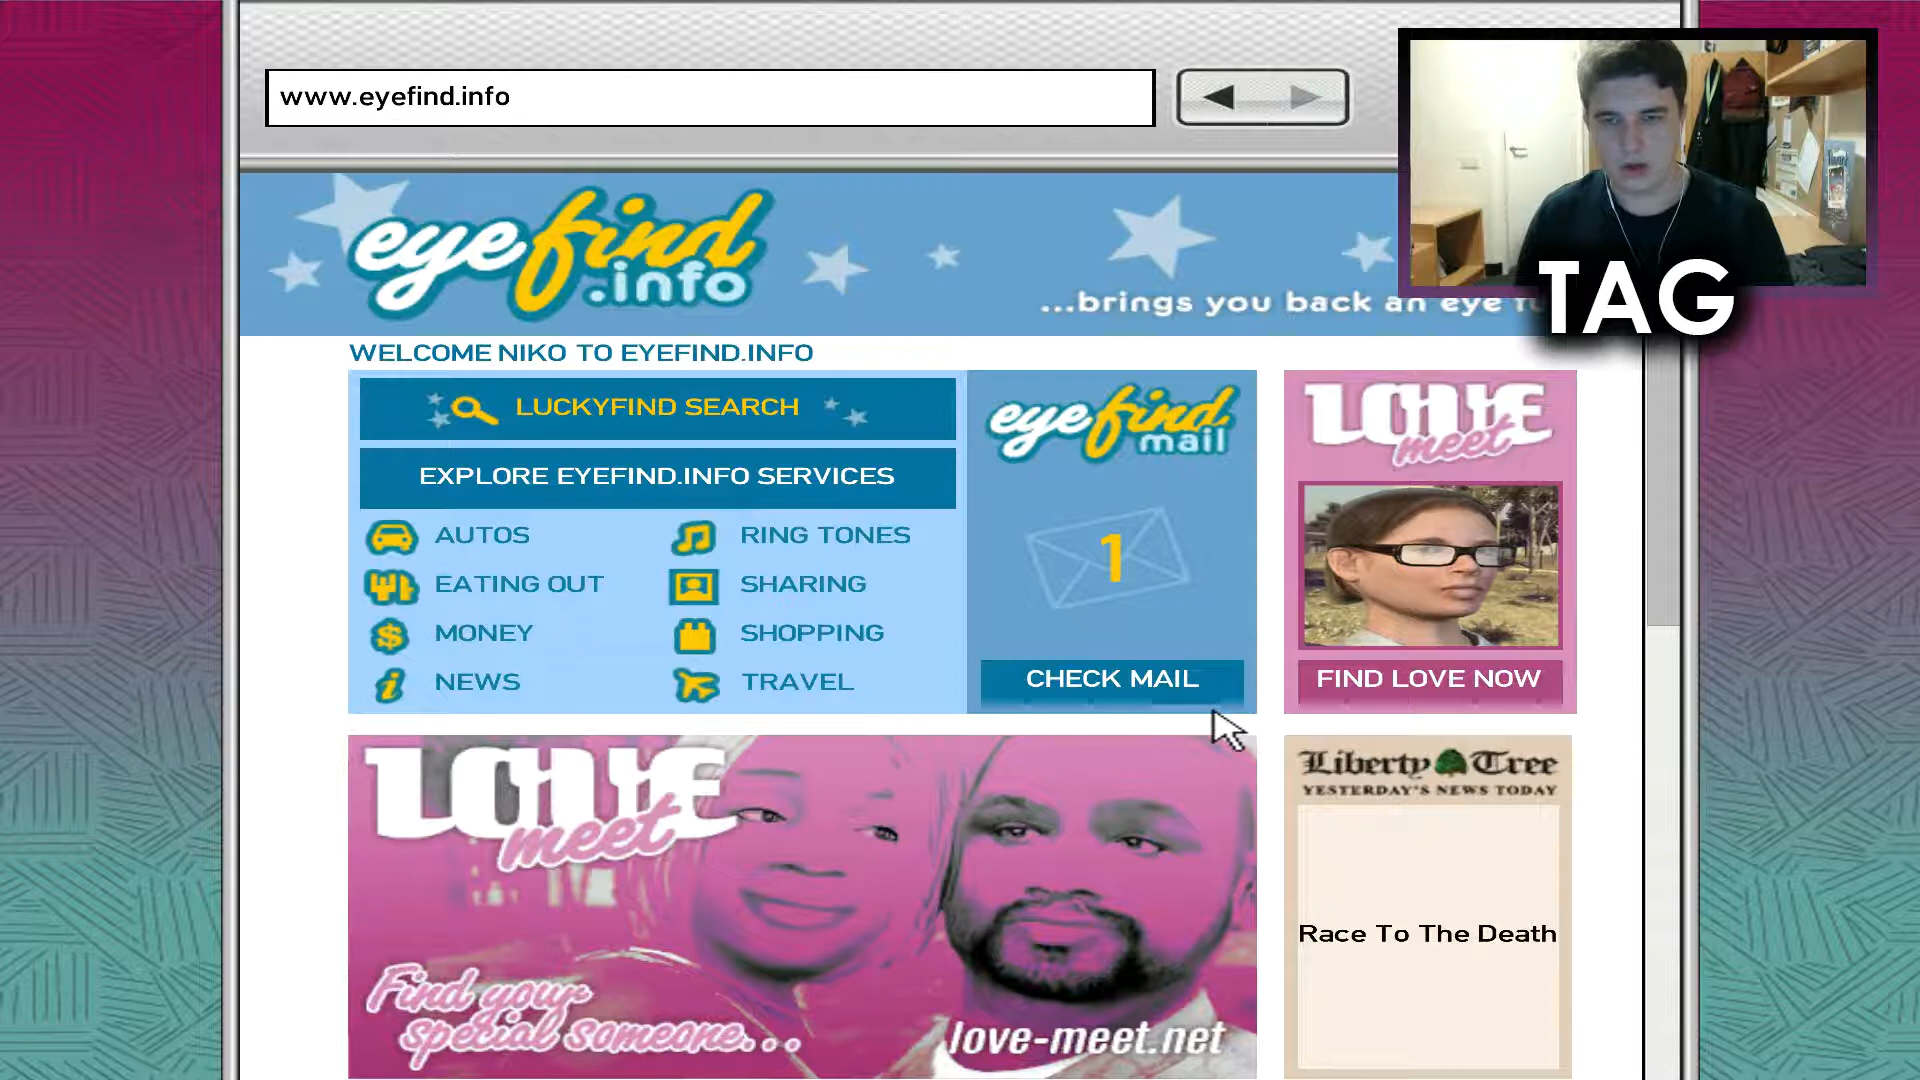 www.eyefind.info
eyefind
.info
...brings you back an eye fu
TAG
WELCOME NIKO TO EYEFIND.INFO
LUCKYFIND SEARCH
EXPLORE EYEFIND.INFO SERVICES
AUTOS
RING TONES
EATING OUT
SHARING
MONEY
SHOPPING
NEWS
TRAVEL
eyefind
mail
1
CHECK MAIL
LOVE
meet
FIND LOVE NOW
LOVE
meet
Find your
special someone...
love-meet.net
Liberty Tree
YESTERDAY'S NEWS TODAY
Race To The Death